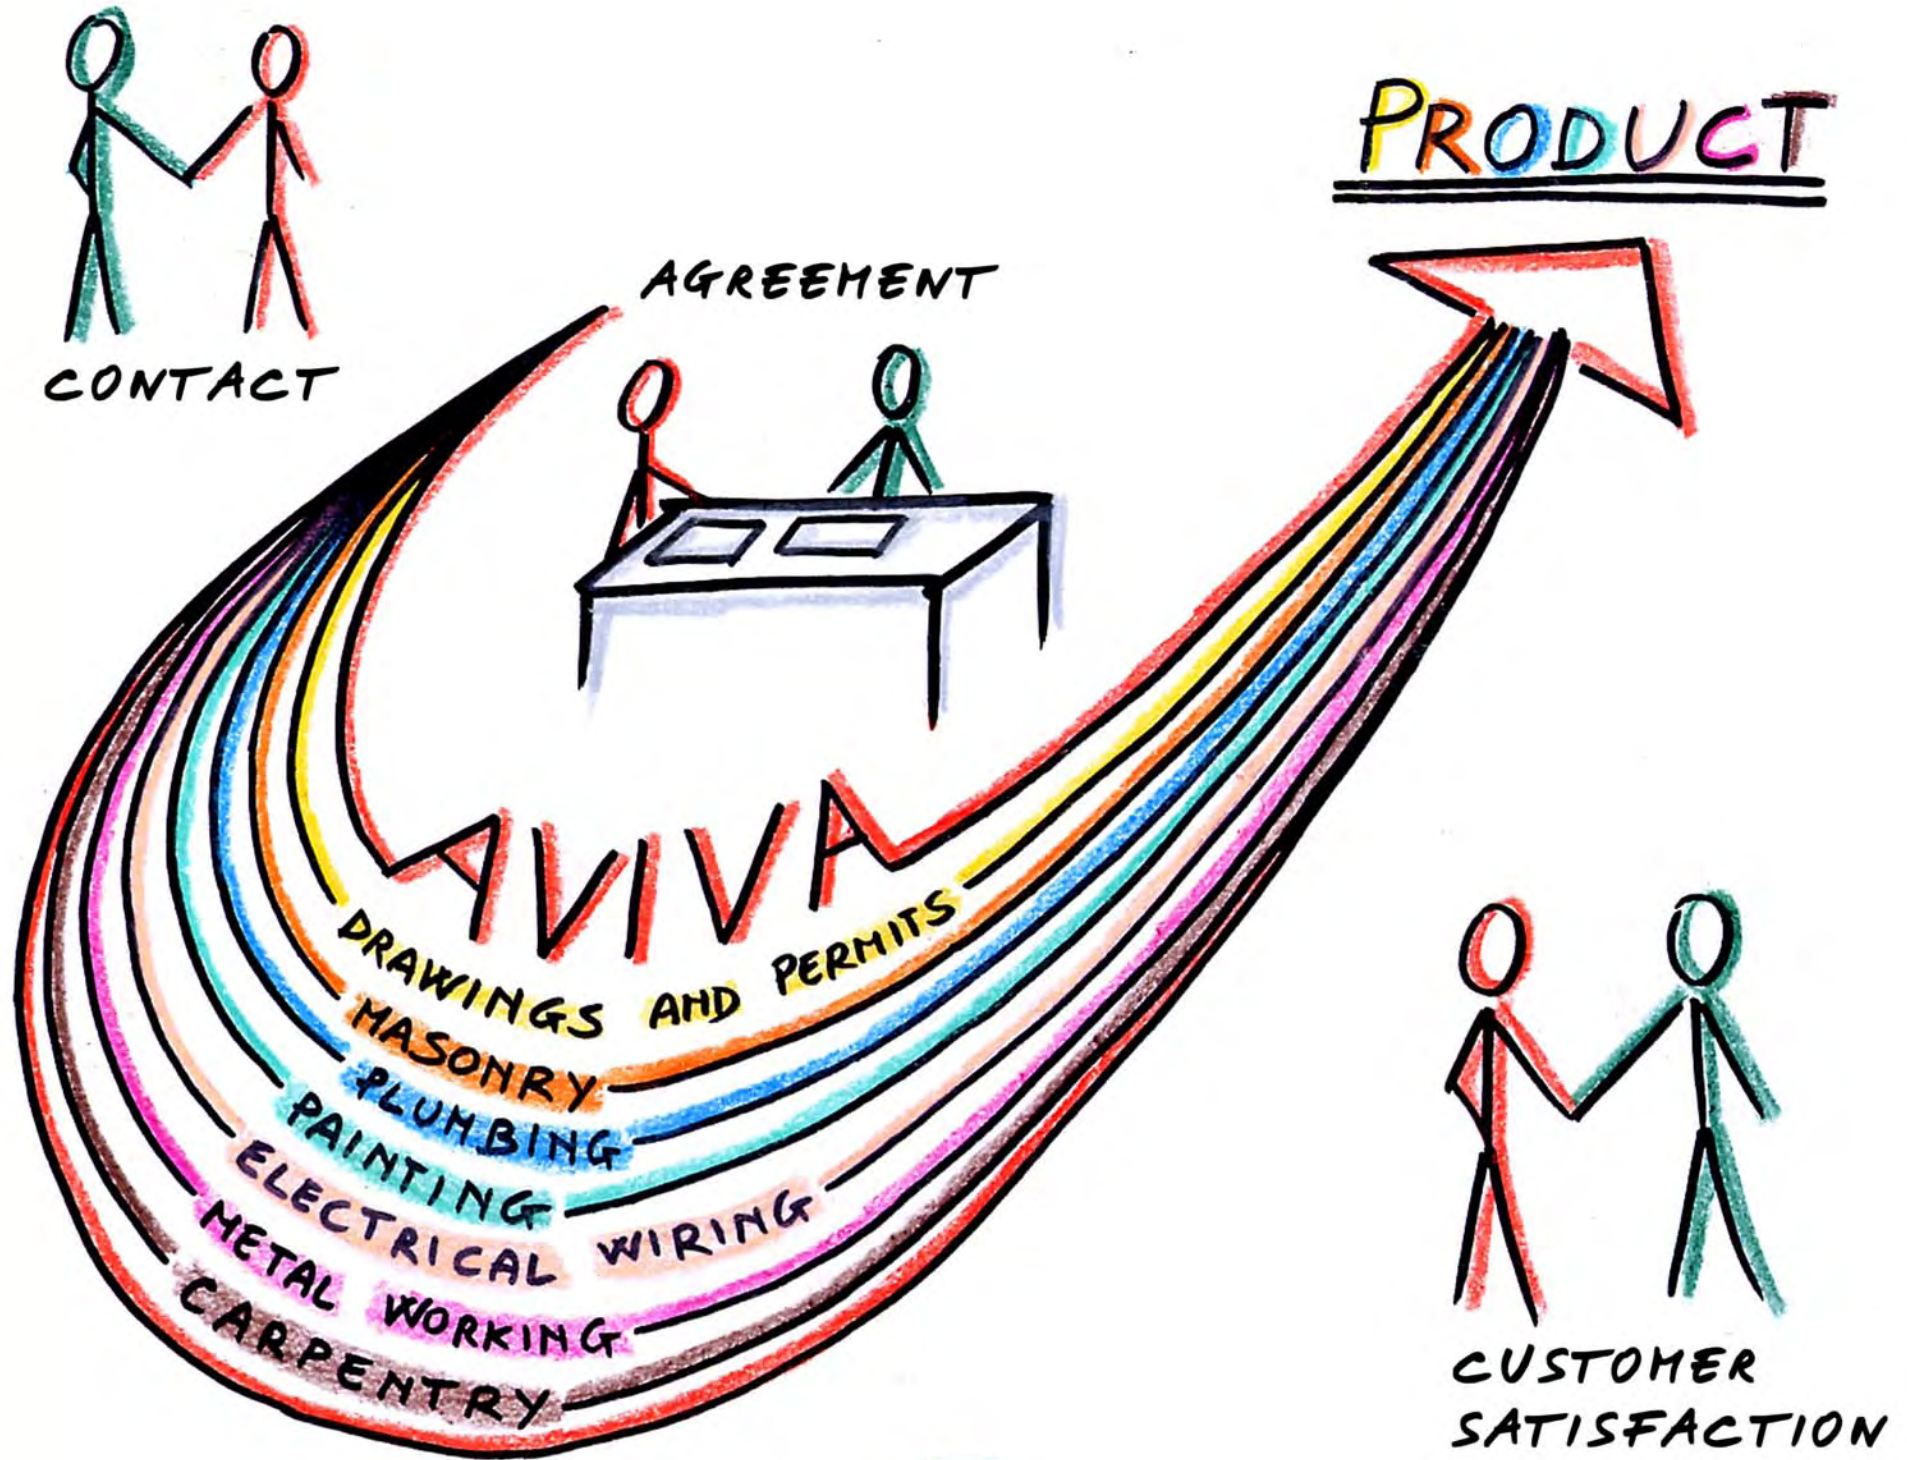 CONTACT
AGREEMENT
PRODUCT
AVIVA
DRAWINGS AND PERMITS
MASONRY
PLUMBING
PAINTING
ELECTRICAL WIRING
METAL WORKING
CARPENTRY
CUSTOMER
SATISFACTION